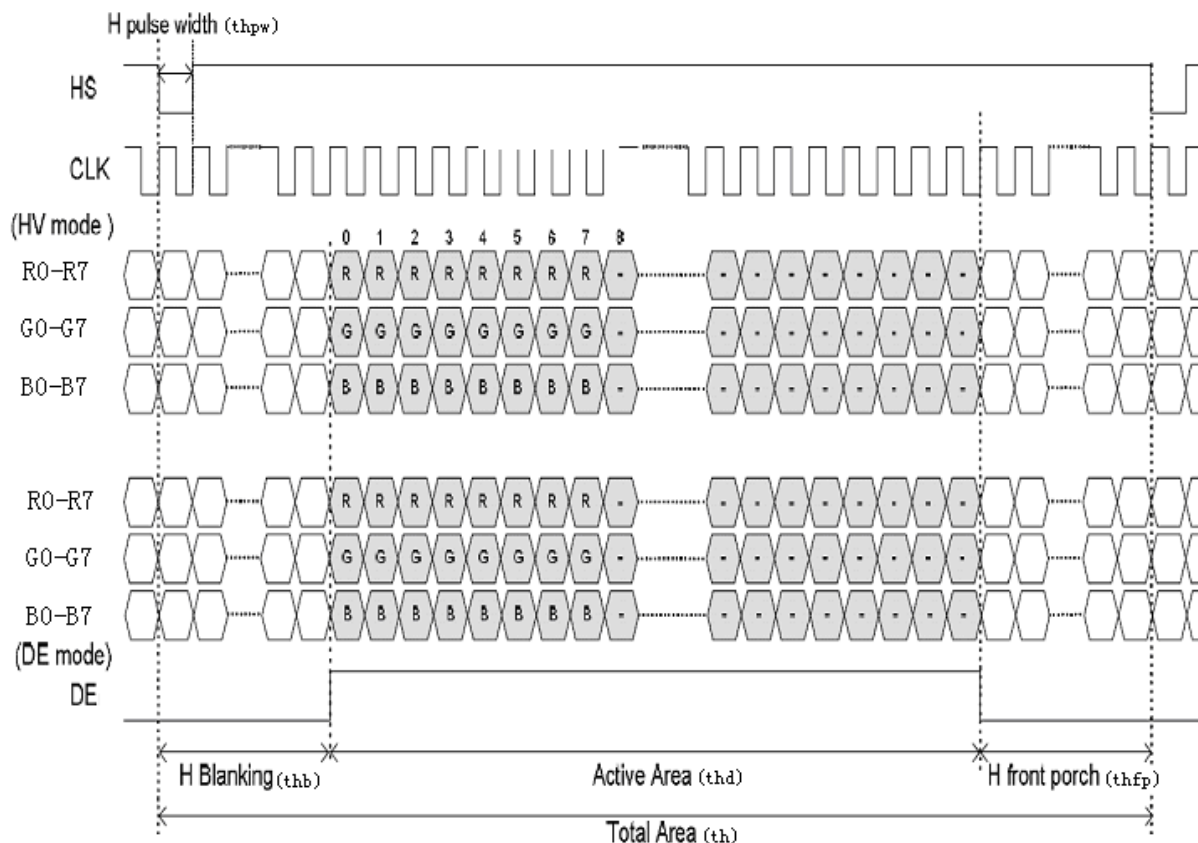 H pulse width (thpw)
HS
CLK
(HV mode )
0 1 2 3 4 5 6 7 8
R0-R7 R R R R R R R R - - - - - - - - -
G0-G7 G G G G G G G G - - - - - - - - -
B0-B7 B B B B B B B B - - - - - - - - -
R0-R7 R R R R R R R R - - - - - - - - -
G0-G7 G G G G G G G G - - - - - - - - -
B0-B7 B B B B B B B B - - - - - - - - -
(DE mode)
DE
H Blanking (thb) Active Area (thd) H front porch (thfp)
Total Area (th)